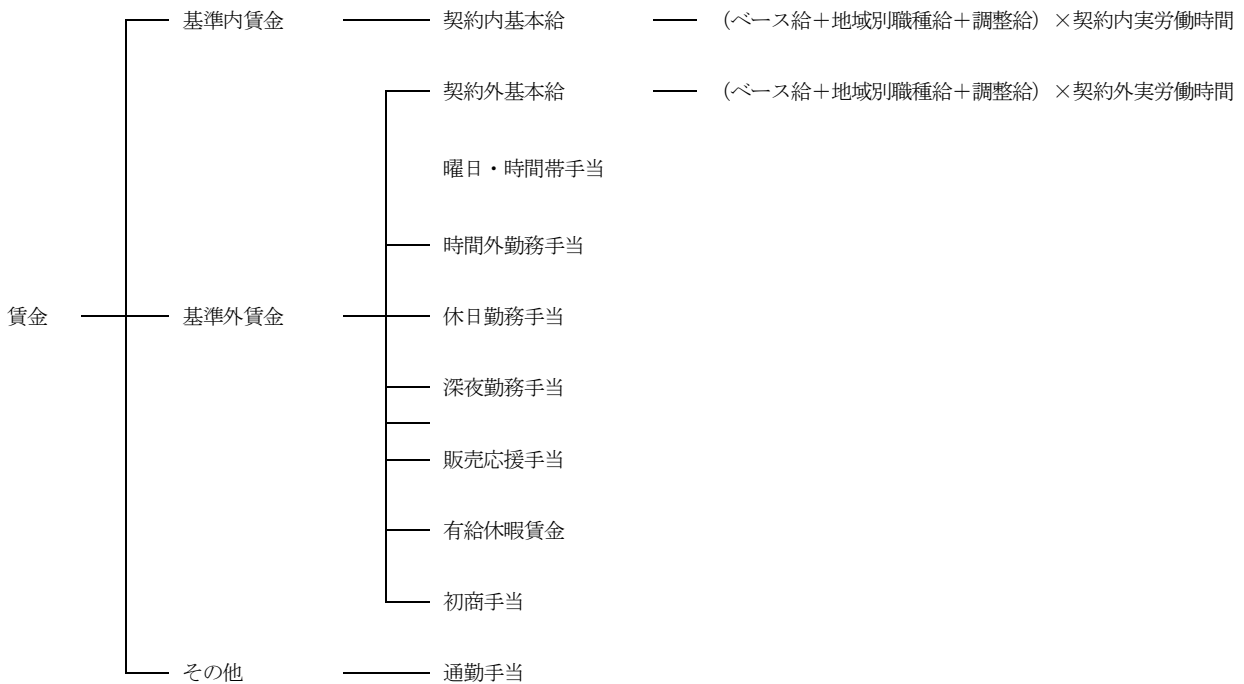 基準内賃金 契約内基本給 (ベース給+地域別職種給+調整給)×契約内実労働時間
契約外基本給 (ベース給+地域別職種給+調整給)×契約外実労働時間
曜日・時間帯手当
時間外勤務手当
賃金 基準外賃金 休日勤務手当
深夜勤務手当
販売応援手当
有給休暇賃金
初商手当
その他 通勤手当